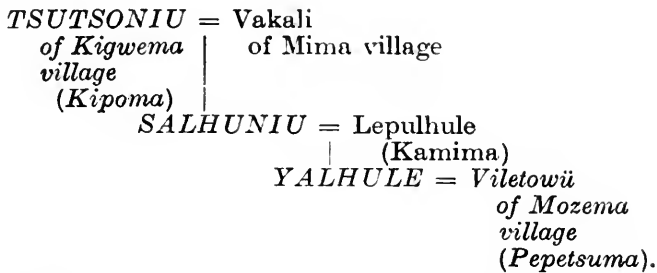 TSUTSONIU = Vakali
of Kigwema of Mima village
village
(Kipoma)
SALHUNIU = Lepulhule
(Kamima)
YALHULE = Viletowü
of Mozema
village
(Pepetsuma).